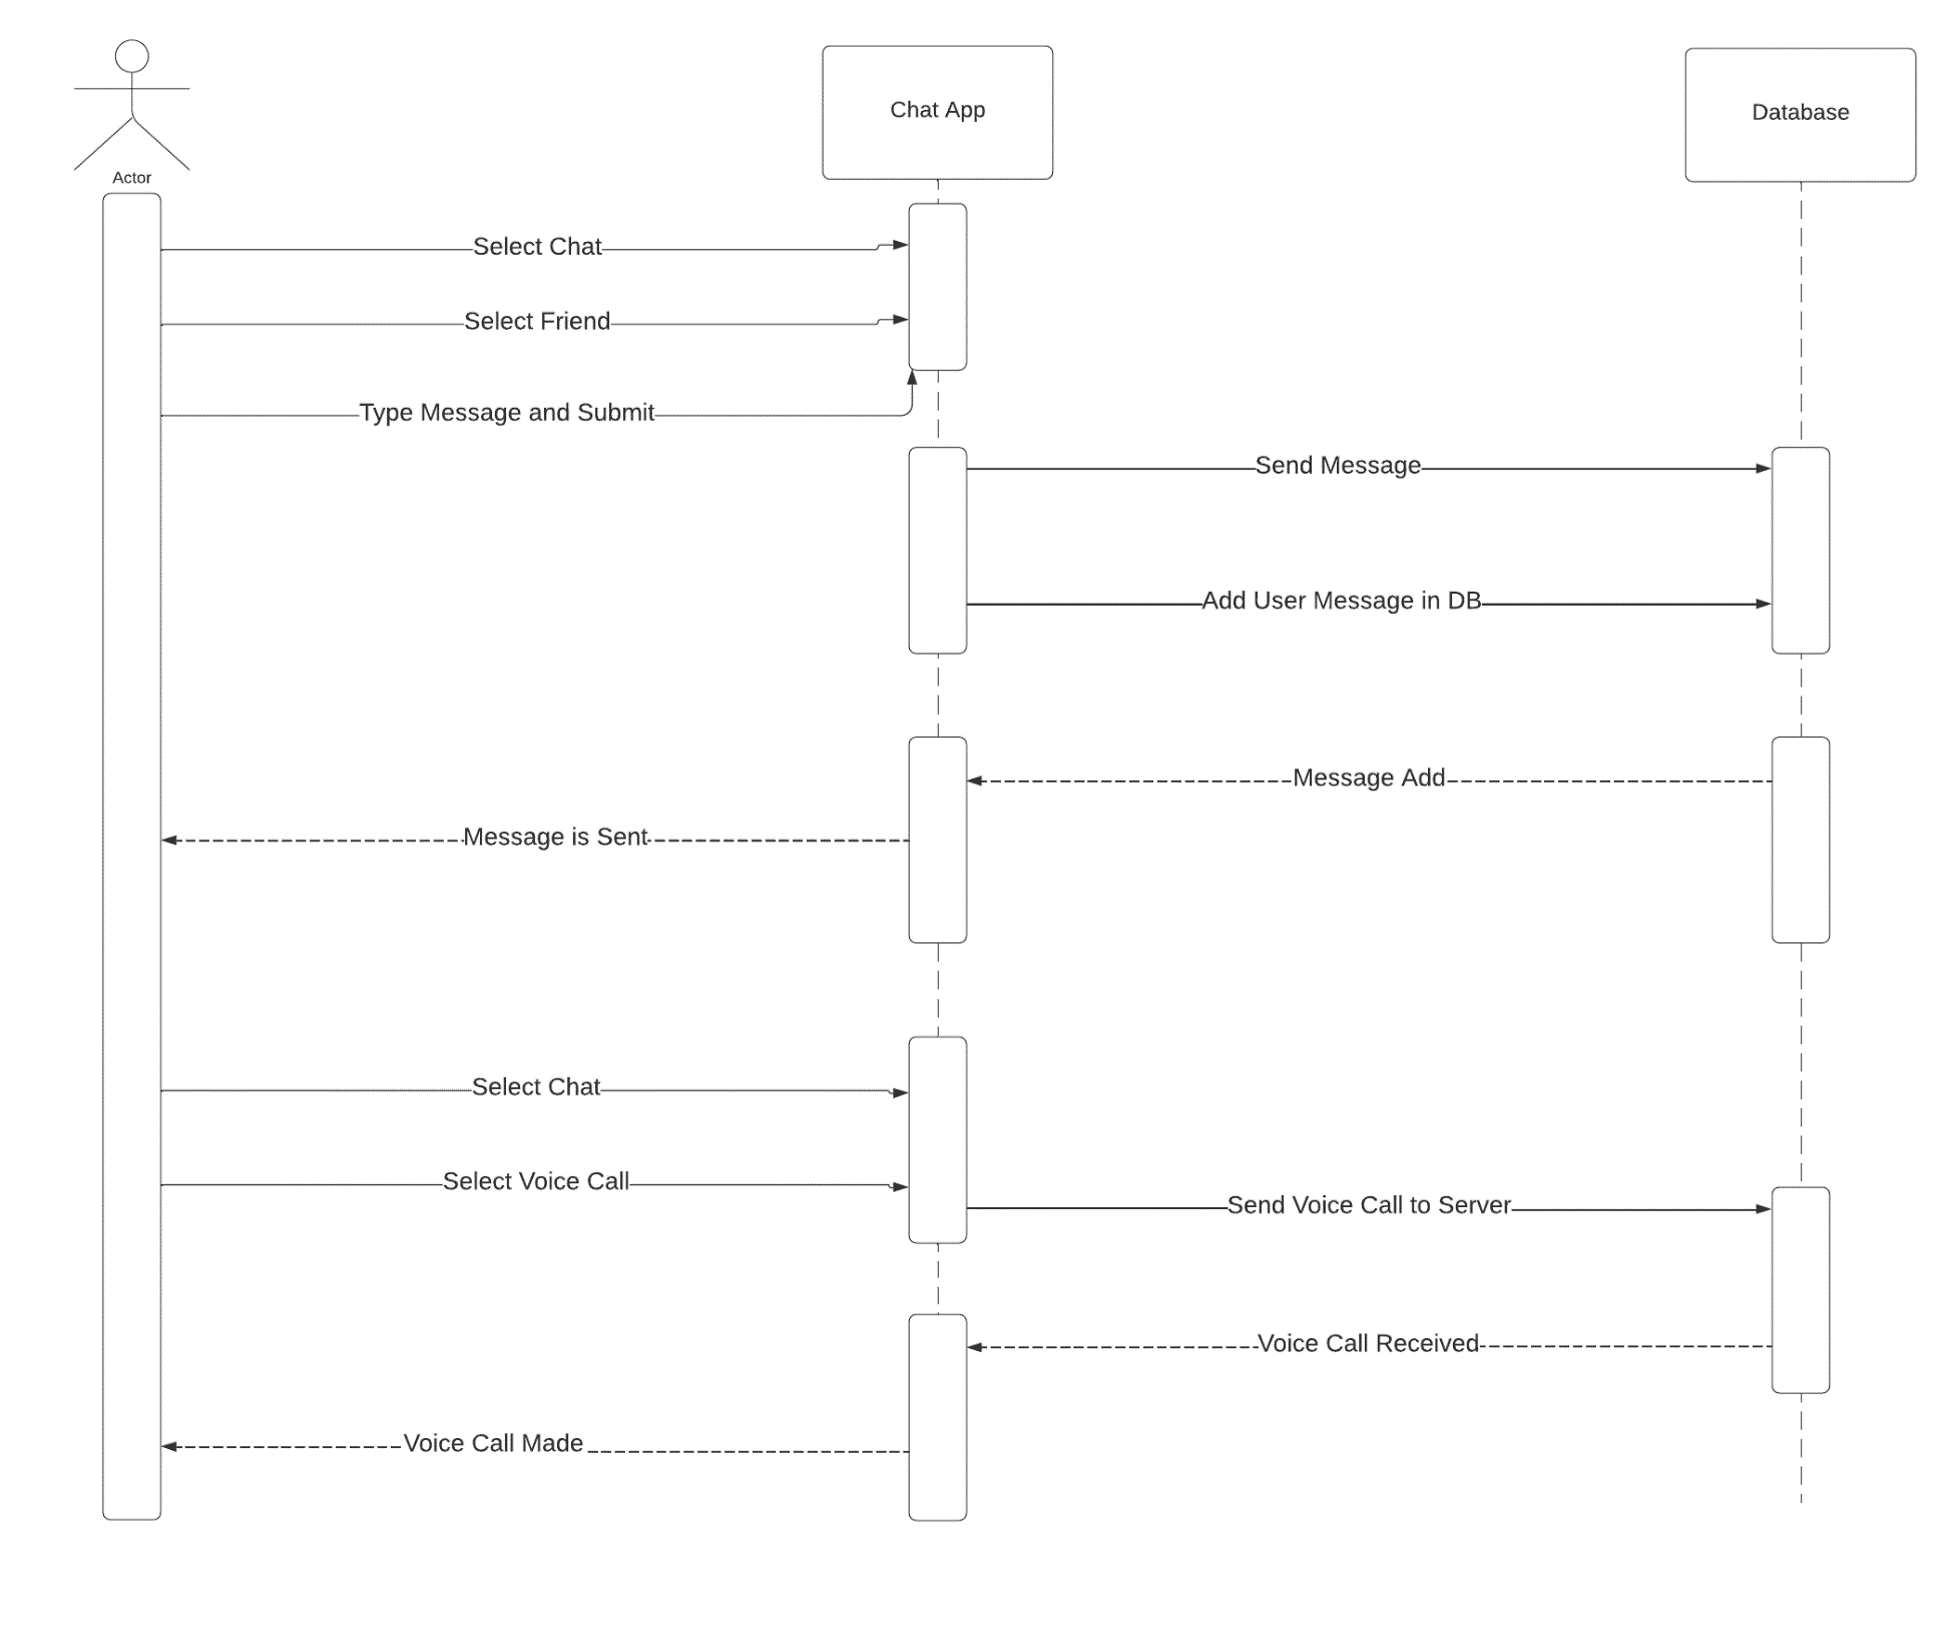 Chat App
Database
Actor
Select Chat
Select Friend
Type Message and Submit
Send Message
Add User Message in DB
Message Add
Message is Sent
Select Chat
Select Voice Call
Send Voice Call to Server
Voice Call Received
Voice Call Made